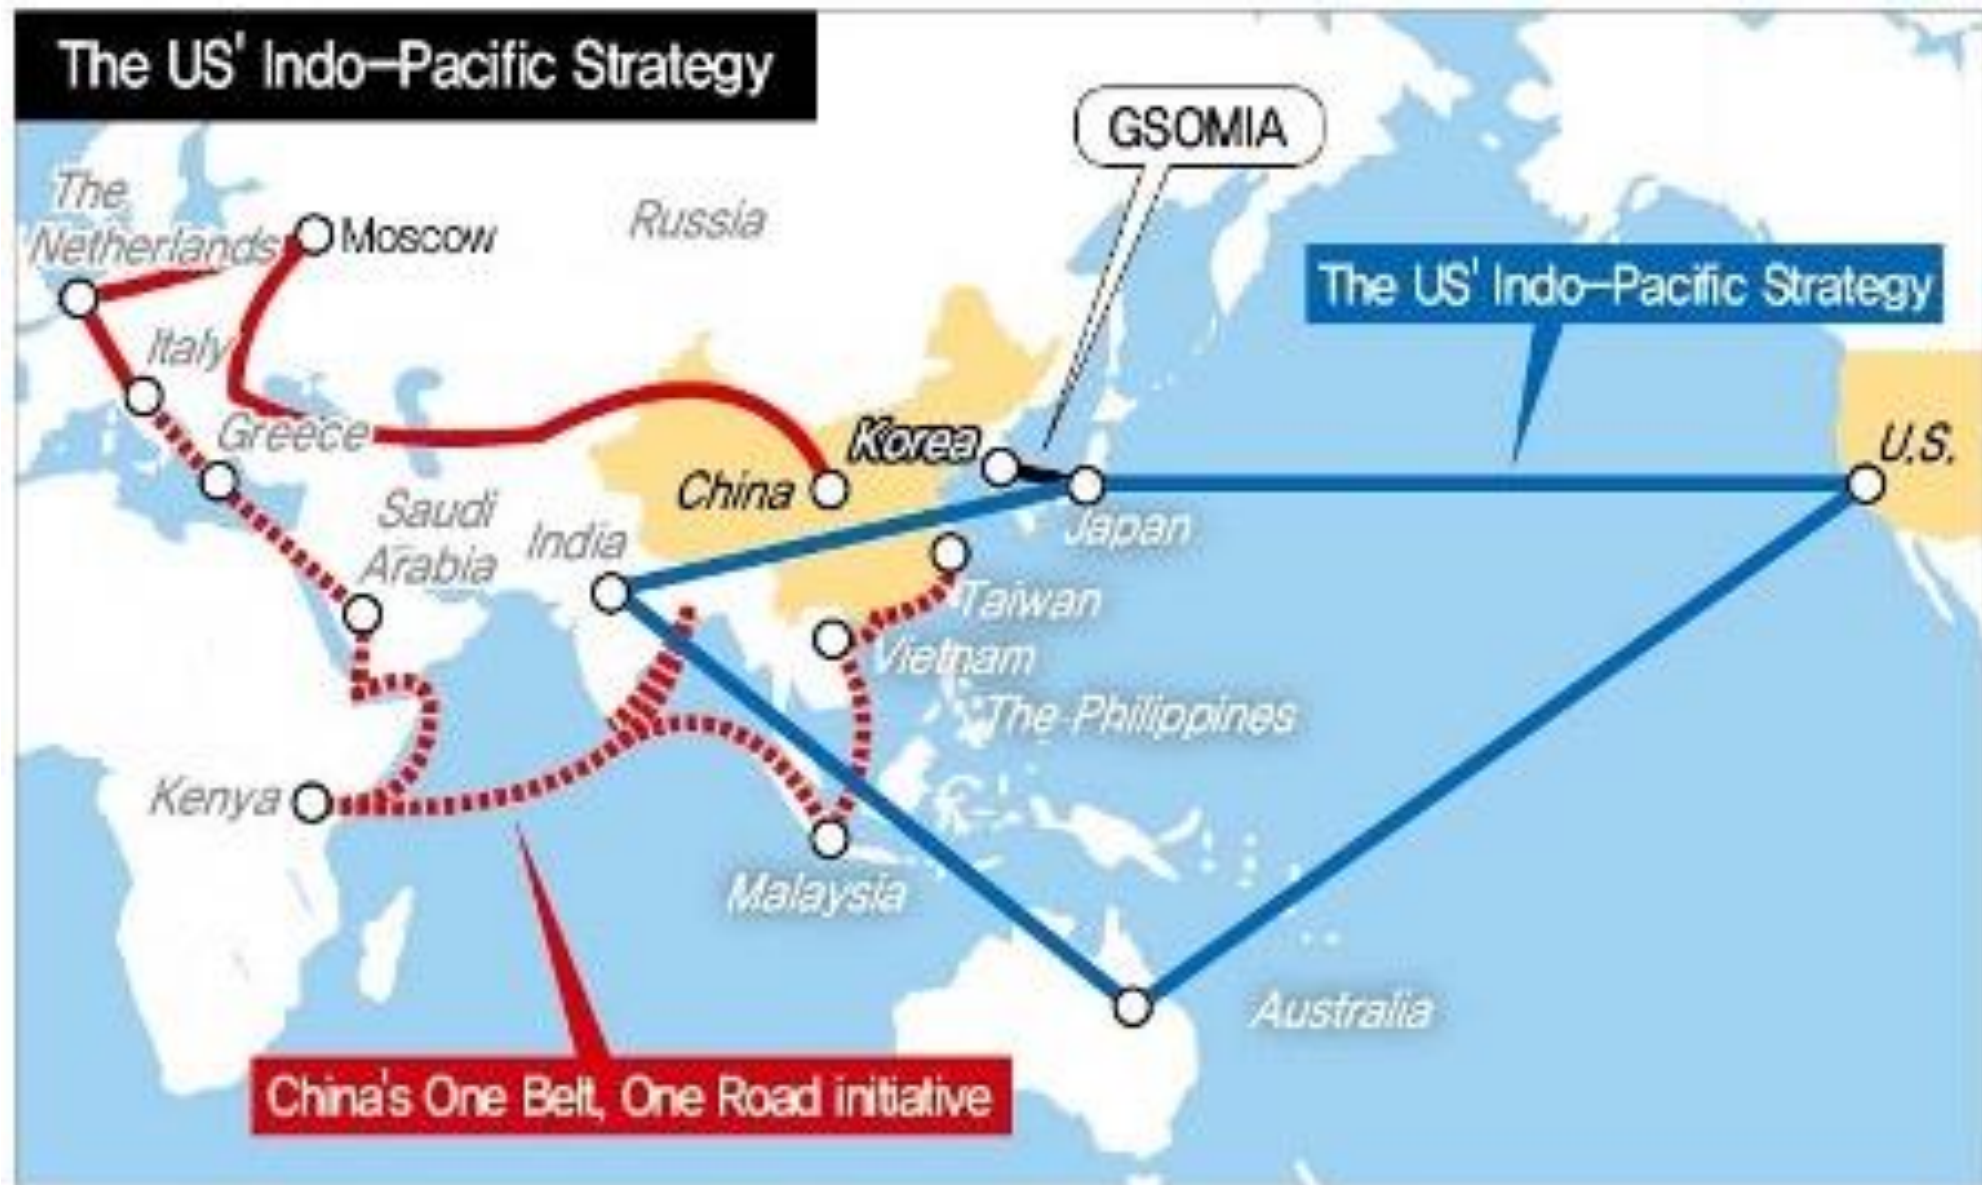 The US' Indo-Pacific Strategy
GSOMIA
The
Netherlands
Moscow
Russia
The US' Indo-Pacific Strategy
Italy
Greece
Korea
U.S.
China
Saudi
Arabia
India
Japan
Taiwan
Vietnam
The Philippines
Kenya
Malaysia
Australia
China's One Belt, One Road initiative